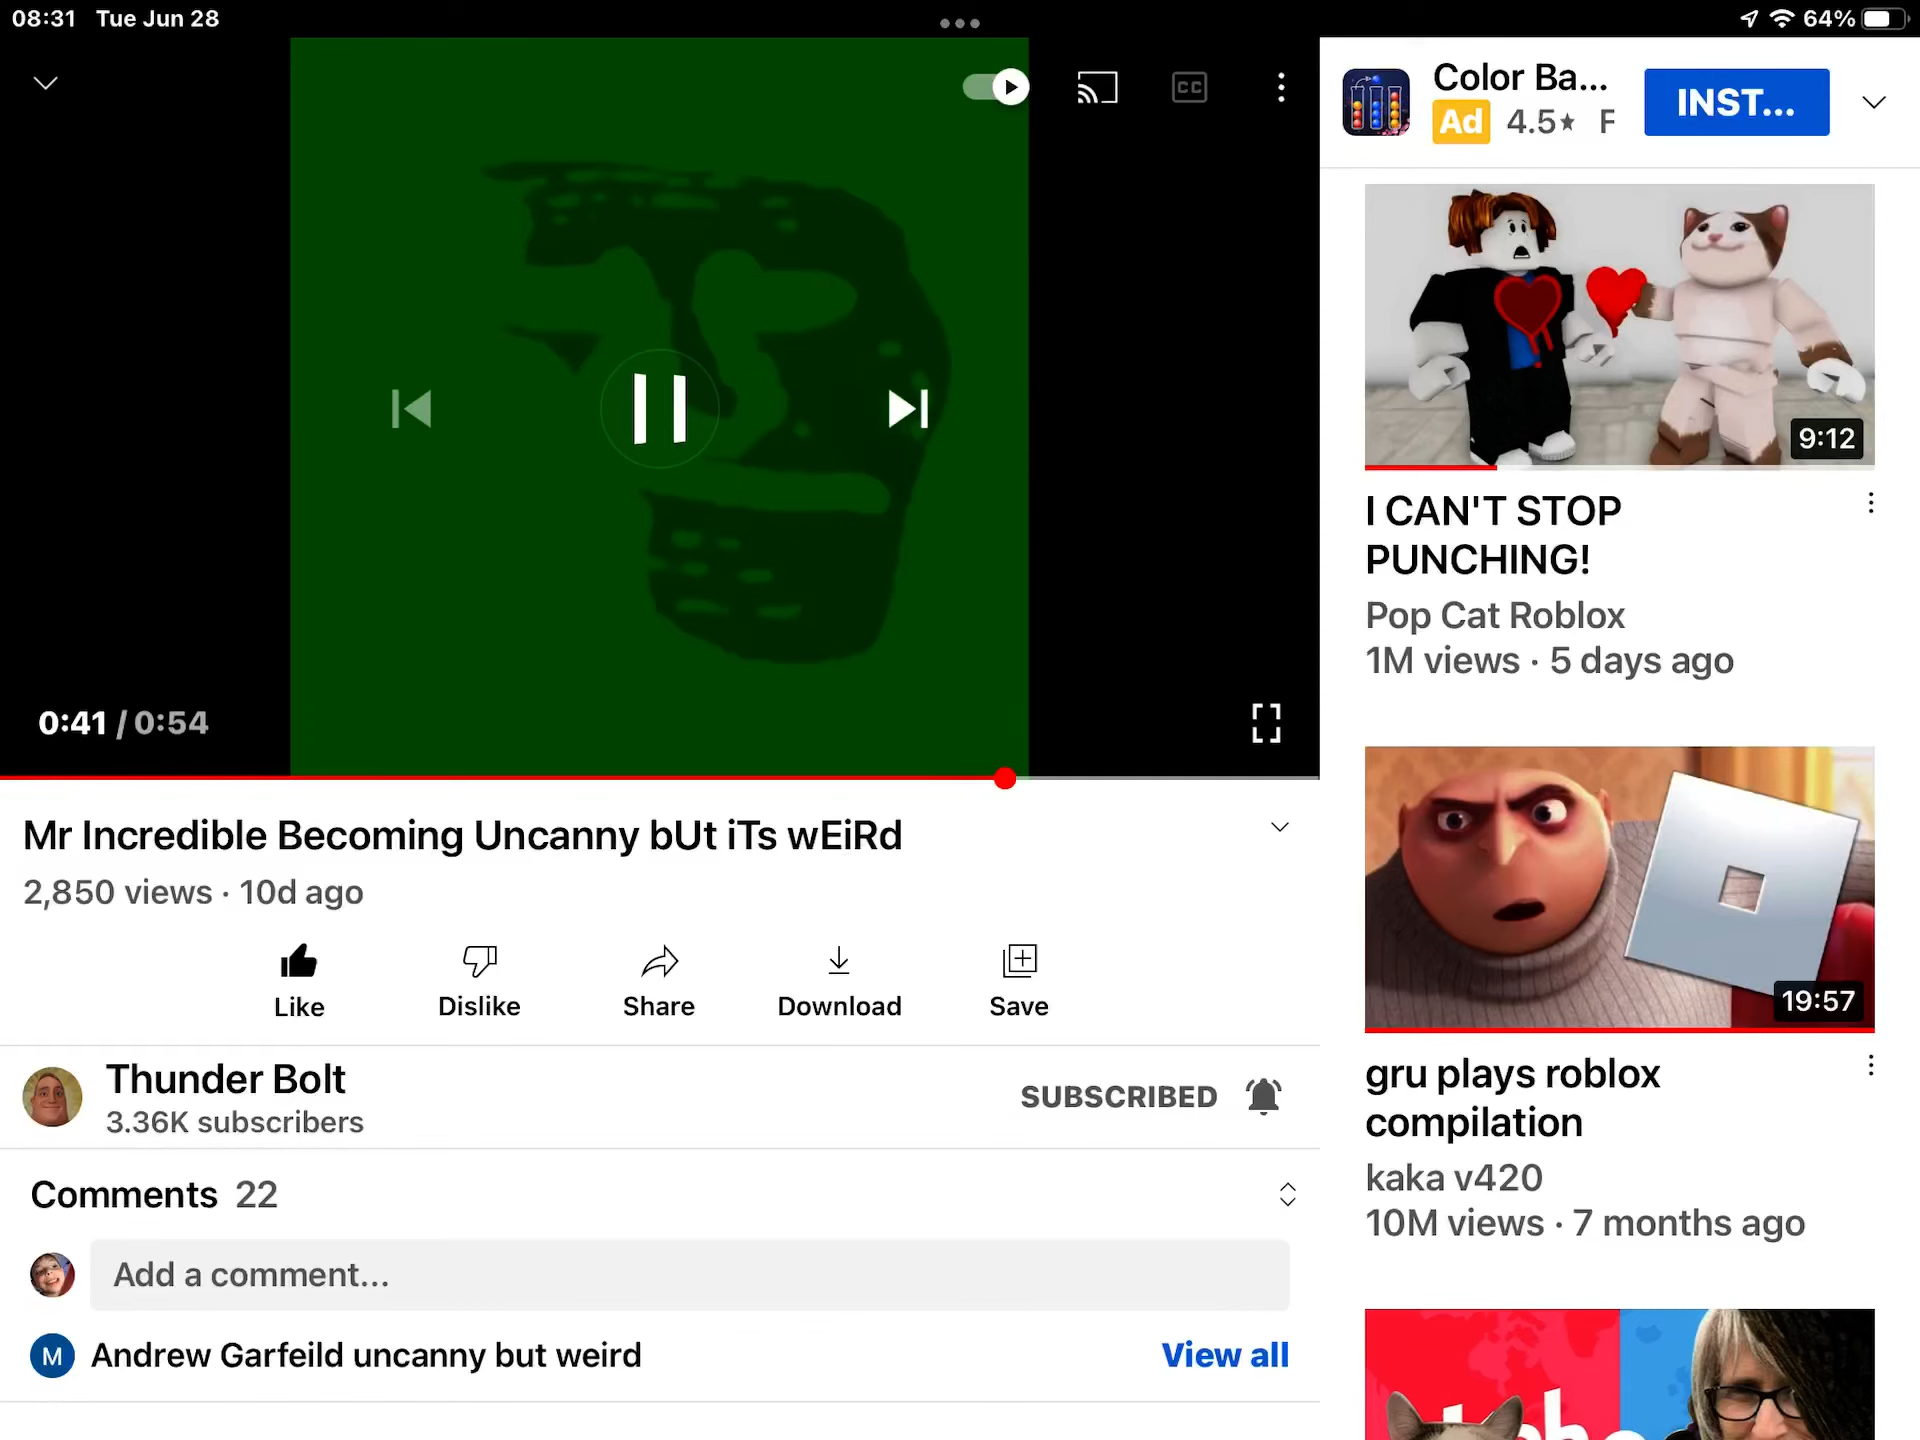 08:31 Tue Jun 28
64%
CC
0:41 / 0:54
Mr Incredible Becoming Uncanny bUt iTs wEiRd
2,850 views · 10d ago
Like
Dislike
Share
Download
Save
Thunder Bolt
3.36K subscribers
SUBSCRIBED
Comments 22
Add a comment...
M
Andrew Garfeild uncanny but weird
View all
Color Ba...
Ad 4.5★ F
INST...
9:12
I CAN'T STOP
PUNCHING!
Pop Cat Roblox
1M views · 5 days ago
19:57
gru plays roblox
compilation
kaka v420
10M views · 7 months ago